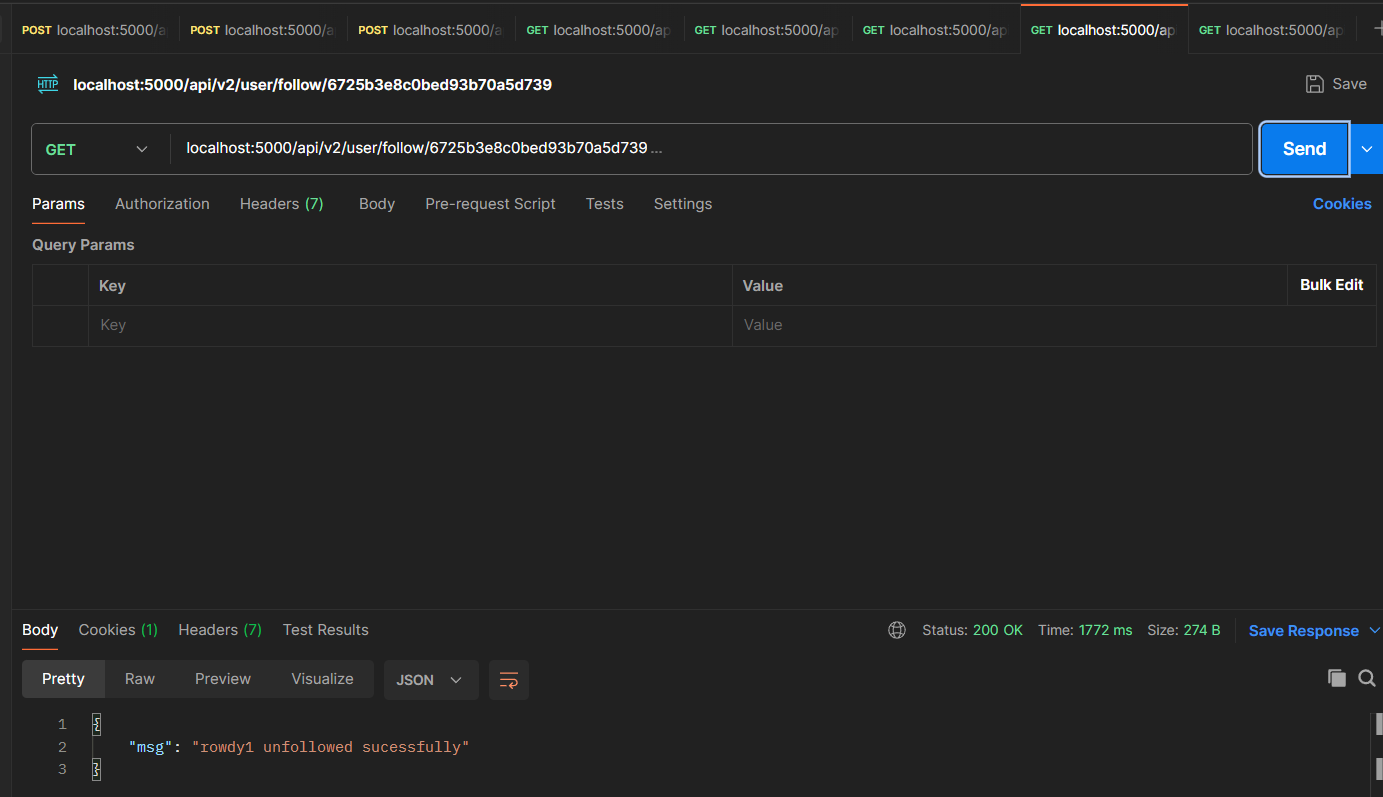 POST localhost:5000/a POST localhost:5000/a POST localhost:5000/a GET localhost:5000/ap GET localhost:5000/ap GET localhost:5000/ap GET localhost:5000/ap GET localhost:5000/ap
HTTP localhost:5000/api/v2/user/follow/6725b3e8c0bed93b70a5d739 Save
GET localhost:5000/api/v2/user/follow/6725b3e8c0bed93b70a5d739 ... Send
Params Authorization Headers (7) Body Pre-request Script Tests Settings Cookies
Query Params
Key Value Bulk Edit
Key Value
Body Cookies (1) Headers (7) Test Results Status: 200 OK Time: 1772 ms Size: 274 B Save Response
Pretty Raw Preview Visualize JSON
1 {
2 "msg": "rowdy1 unfollowed sucessfully"
3 }